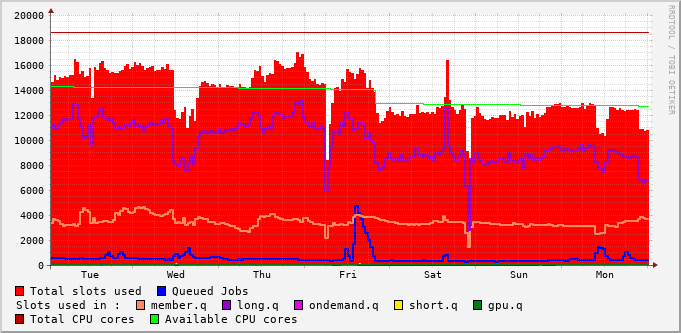 20000
18000
16000
14000
12000
10000
8000
6000
4000
2000
0
Tue Wed Thu Fri Sat Sun Mon
RRDTOOL / TOBI OETIKER
Total slots used Queued Jobs
Slots used in : member.q long.q ondemand.q short.q gpu.q
Total CPU cores Available CPU cores